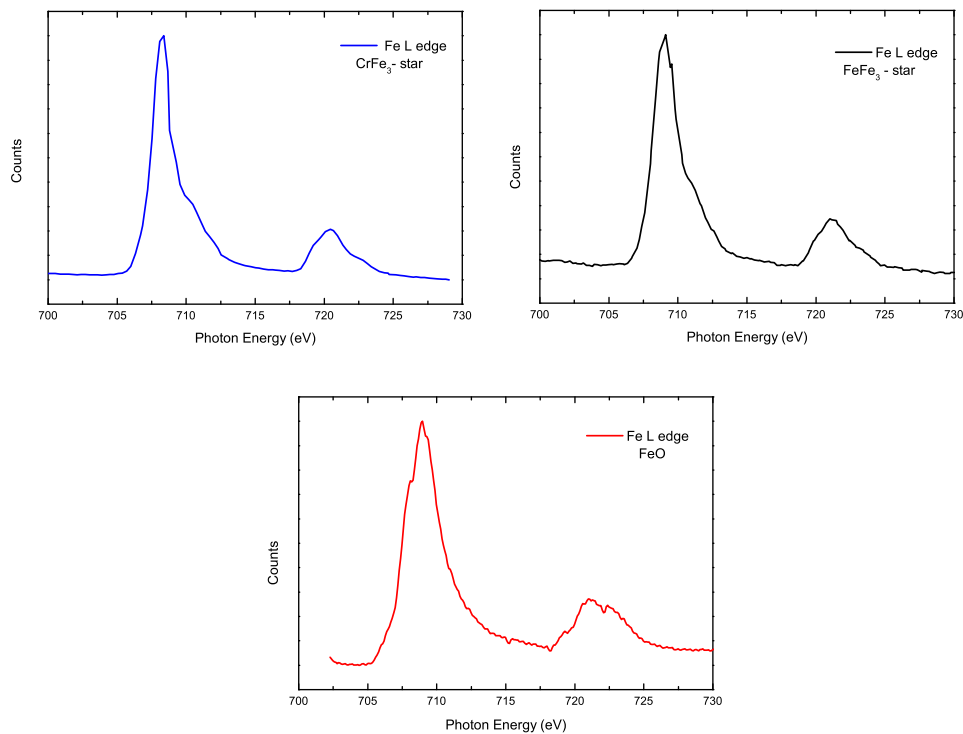 Fe L edge
CrFe₃- star
Counts
700 705 710 715 720 725 730
Photon Energy (eV)
Fe L edge
FeFe₃ - star
Counts
700 705 710 715 720 725 730
Photon Energy (eV)
Fe L edge
FeO
Counts
700 705 710 715 720 725 730
Photon Energy (eV)